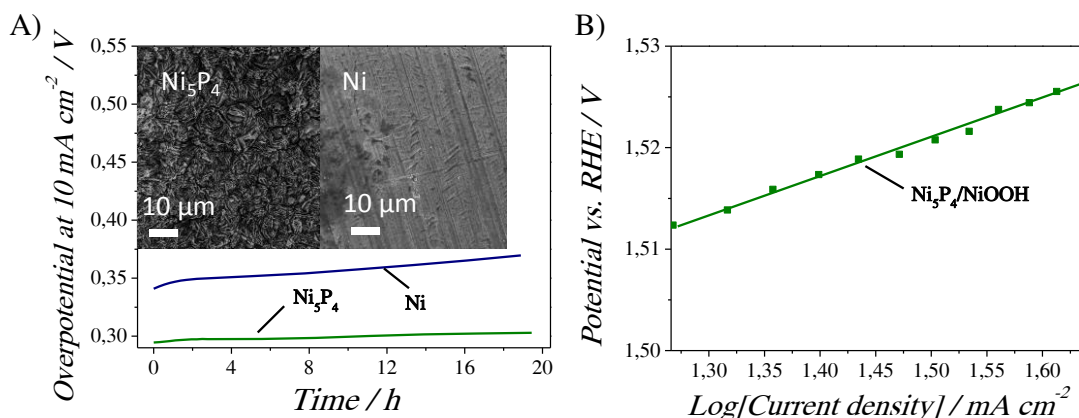 A)
Overpotential at 10 mA cm⁻² / V
0,55
0,50
0,45
0,40
0,35
0,30
Ni₅P₄
Ni
10 µm
10 µm
Ni₅P₄
Ni
0 4 8 12 16 20
Time / h
B)
Potential vs. RHE / V
1,53
1,52
1,51
1,50
Ni₅P₄/NiOOH
1,30 1,35 1,40 1,45 1,50 1,55 1,60
Log[Current density] / mA cm⁻²